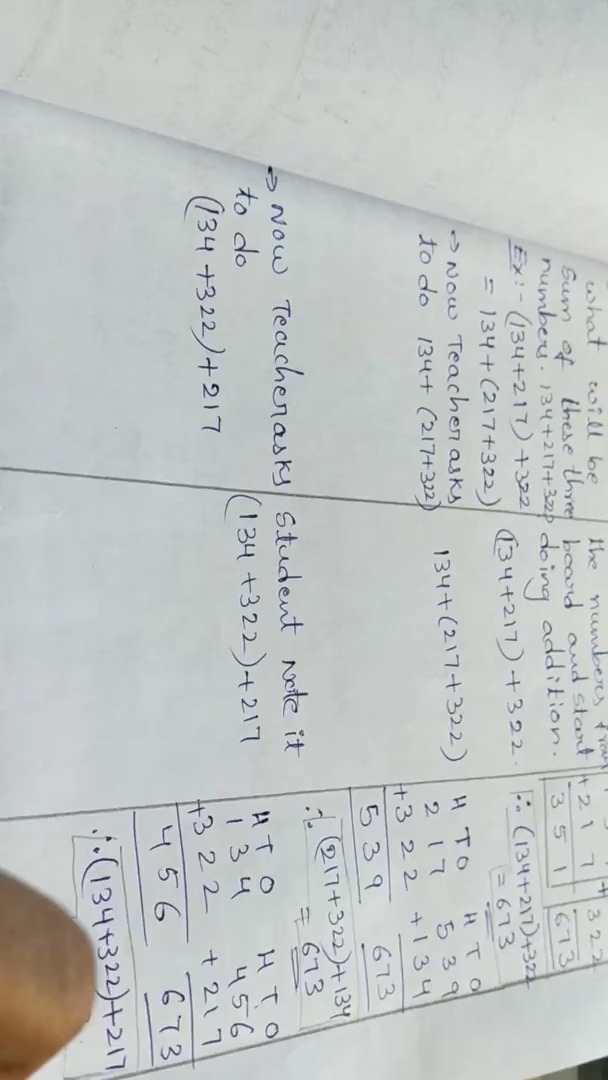 what will be
sum of these three
numbers. 134+217+322
Ex:- (134+217)+322
= 134+(217+322)
→ Now Teacher asks
to do 134+(217+322)
→ Now Teacher asks
to do
(134+322)+217
the numbers from
board and start
doing addition.
(134+217)+322.
134+(217+322)
Student note it
(134+322)+217
+217 +322
351 673
∴(134+217)+322
= 673
H T O H T O
2 1 7 5 3 9
+3 2 2 +1 3 4
5 3 9 6 7 3
∴(217+322)+134
= 673
H T O H T O
1 3 4 4 5 6
+3 2 2 +2 1 7
4 5 6 6 7 3
∴(134+322)+217